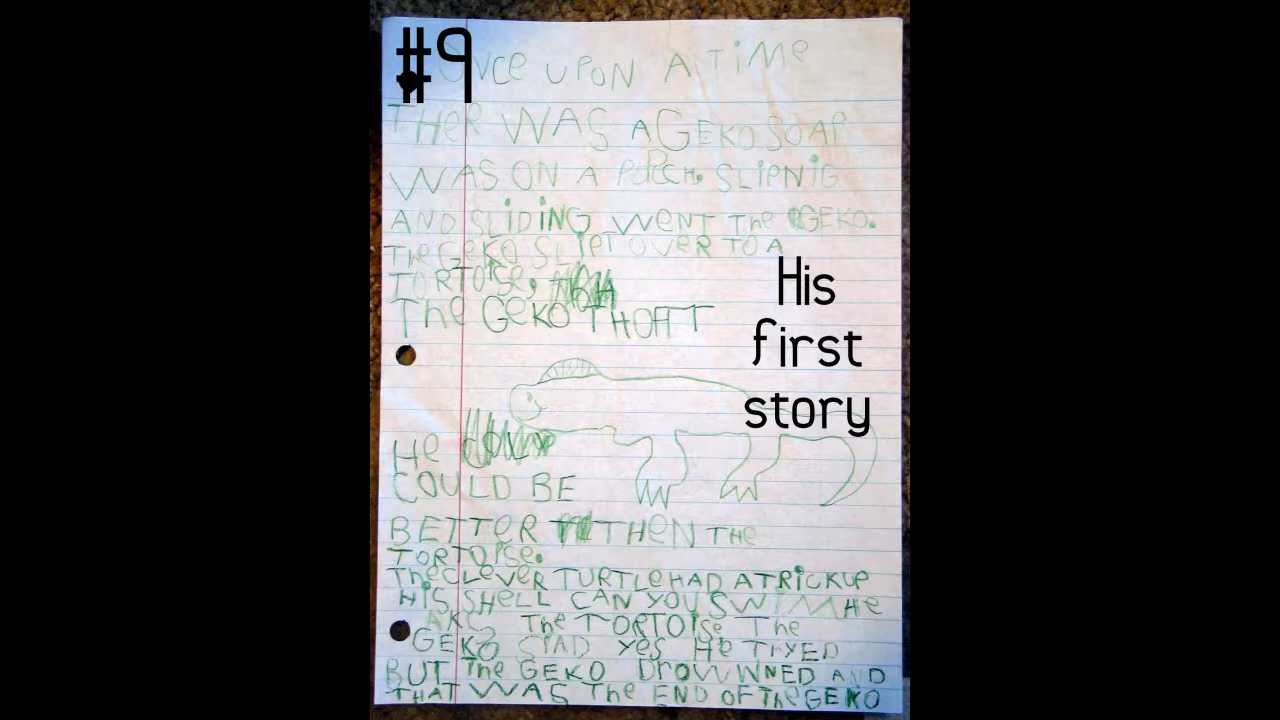 #9
ONCE UPON A TiMe
THeR WAS A GEKO SOAP
WAS ON A PORCH. SLiPNiG
AND SLiDiNG WeNT The GEKO.
The GeKO SLiPT OVeR TO A
TORTOiSe,
The GeKO THOFFT
His
first
story
He
COULD BE
BETTeR THeN THe
TORTOiSe.
The CLeVeR TURTLe HAD A TRiCK UP
HiS SHeLL CAN YOU SWiM He
AKS The TORTOiSe The
GEKO SIAD Yes He TRYED
BUT The GEKO DROWWNED AND
THAT WAS The END OF The GEKO